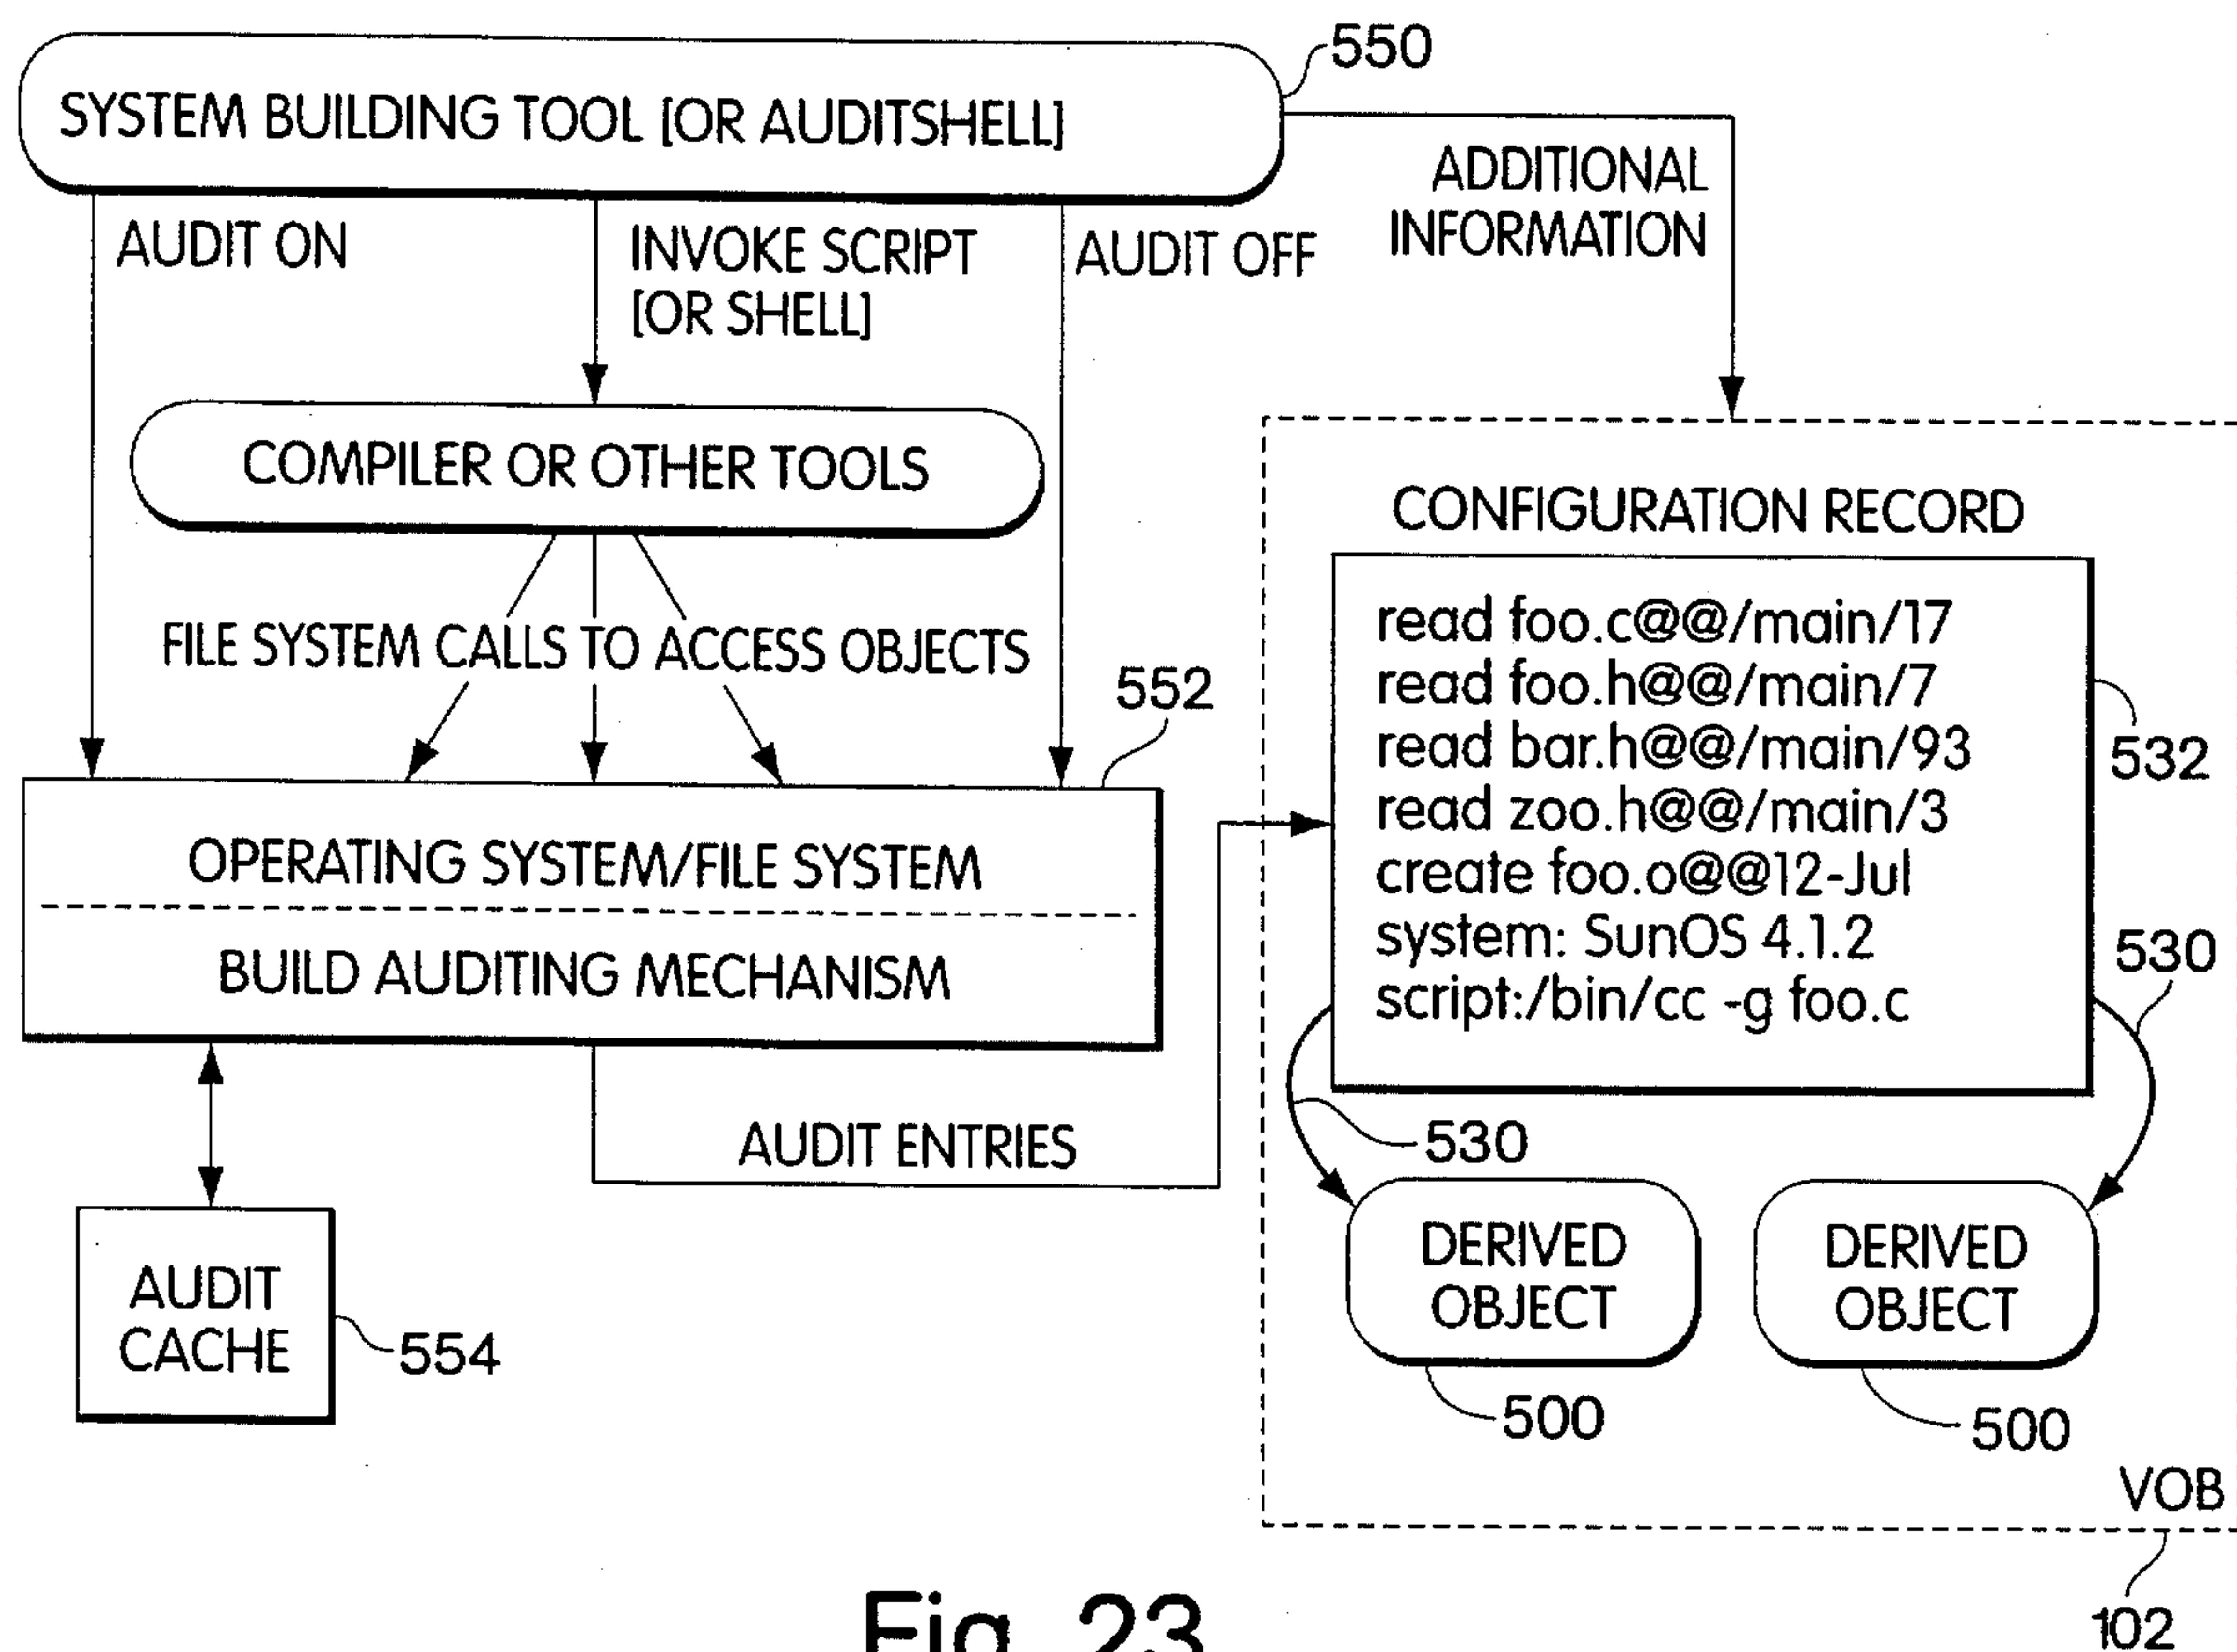 550
SYSTEM BUILDING TOOL [OR AUDITSHELL]
ADDITIONAL
INFORMATION
AUDIT ON
INVOKE SCRIPT
[OR SHELL]
AUDIT OFF
COMPILER OR OTHER TOOLS
FILE SYSTEM CALLS TO ACCESS OBJECTS
552
OPERATING SYSTEM/FILE SYSTEM
BUILD AUDITING MECHANISM
AUDIT ENTRIES
AUDIT
CACHE
554
CONFIGURATION RECORD
read foo.c@@/main/17
read foo.h@@/main/7
read bar.h@@/main/93
read zoo.h@@/main/3
create foo.o@@12-Jul
system: SunOS 4.1.2
script:/bin/cc -g foo.c
532
530
530
DERIVED
OBJECT
DERIVED
OBJECT
500
500
VOB
102
Fig. 23